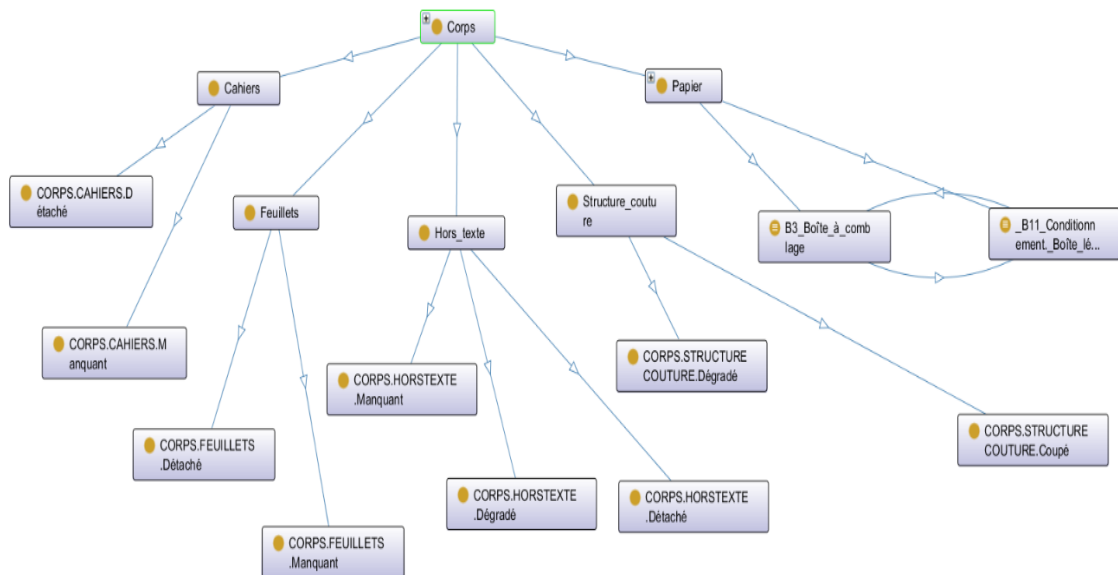 Corps
Cahiers
Papier
CORPS.CAHIERS.D
étaché
Feuillets
Hors_texte
Structure_coutu
re
B3_Boîte_à_comb
lage
_B11_Conditionn
ement._Boîte_lé...
CORPS.CAHIERS.M
anquant
CORPS.HORSTEXTE
.Manquant
CORPS.STRUCTURE
COUTURE.Dégradé
CORPS.FEUILLETS
.Détaché
CORPS.STRUCTURE
COUTURE.Coupé
CORPS.HORSTEXTE
.Dégradé
CORPS.HORSTEXTE
.Détaché
CORPS.FEUILLETS
.Manquant